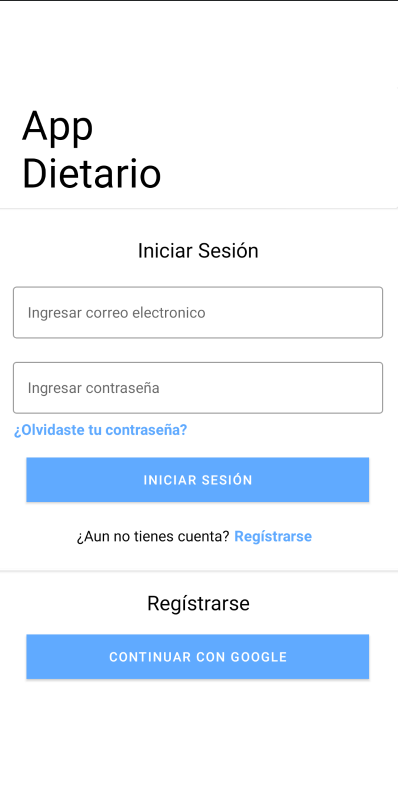 App
Dietario
Iniciar Sesión
Ingresar correo electronico
Ingresar contraseña
¿Olvidaste tu contraseña?
INICIAR SESIÓN
¿Aun no tienes cuenta? Regístrarse
Regístrarse
CONTINUAR CON GOOGLE